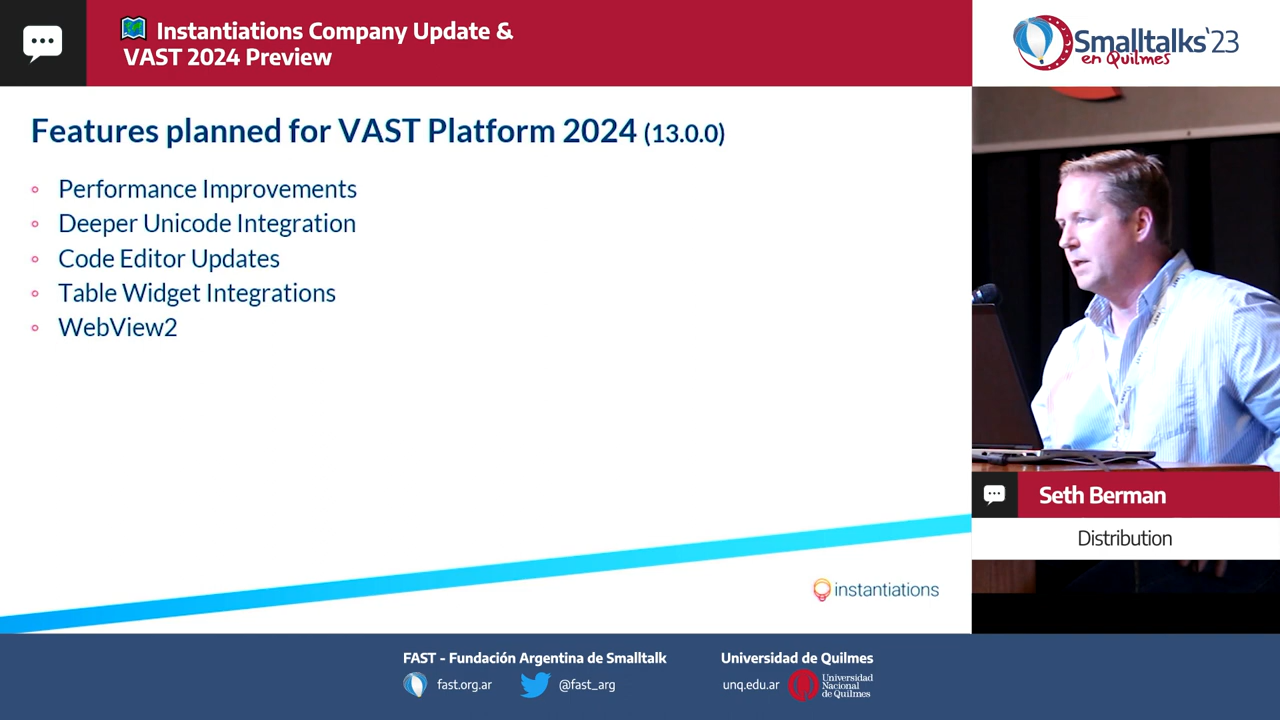 Instantiations Company Update &
VAST 2024 Preview
Smalltalks'23
en Quilmes
Features planned for VAST Platform 2024 (13.0.0)
Performance Improvements
Deeper Unicode Integration
Code Editor Updates
Table Widget Integrations
WebView2
instantiations
Seth Berman
Distribution
FAST - Fundación Argentina de Smalltalk
fast.org.ar
@fast_arg
Universidad de Quilmes
unq.edu.ar
Universidad
Nacional
de Quilmes